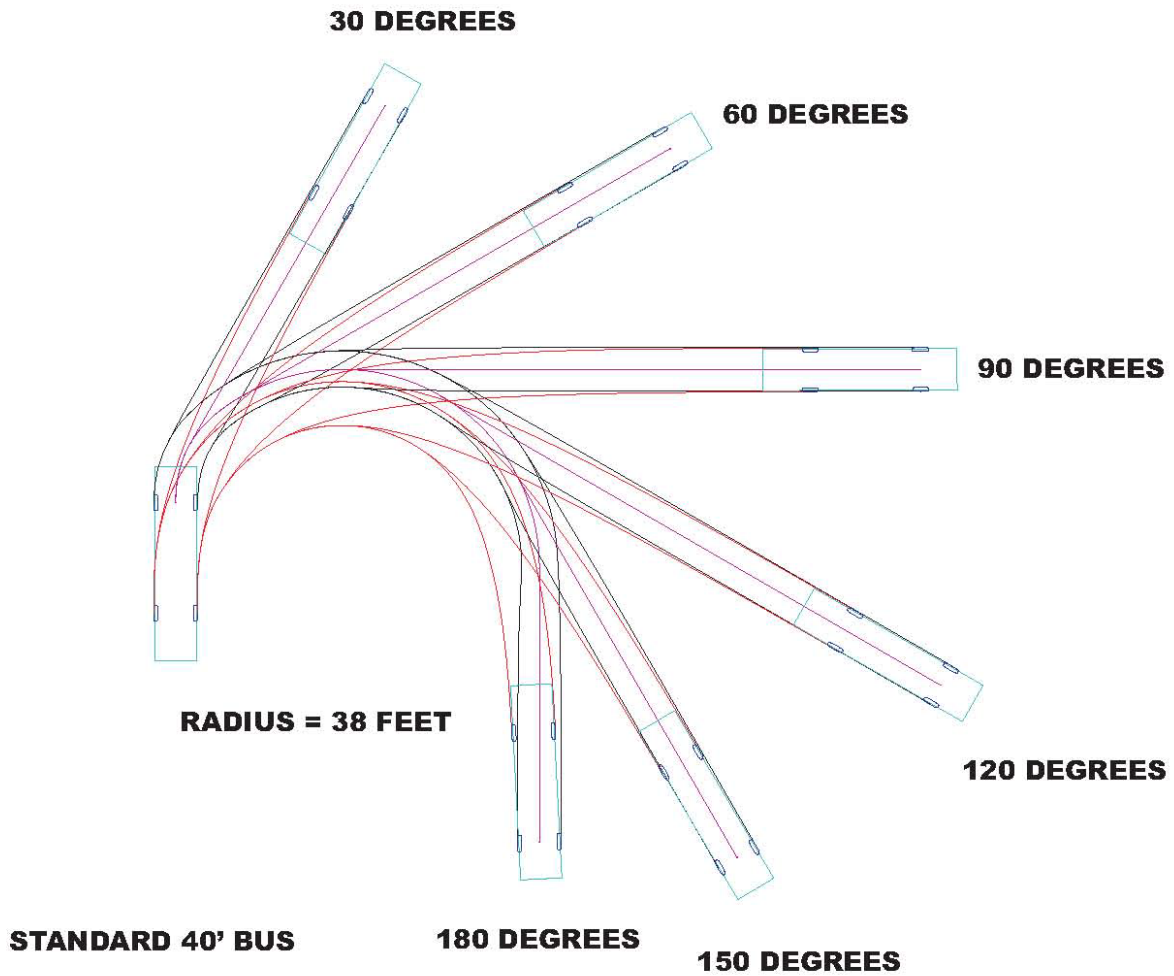 30 DEGREES
60 DEGREES
90 DEGREES
RADIUS = 38 FEET
120 DEGREES
STANDARD 40’ BUS
180 DEGREES
150 DEGREES